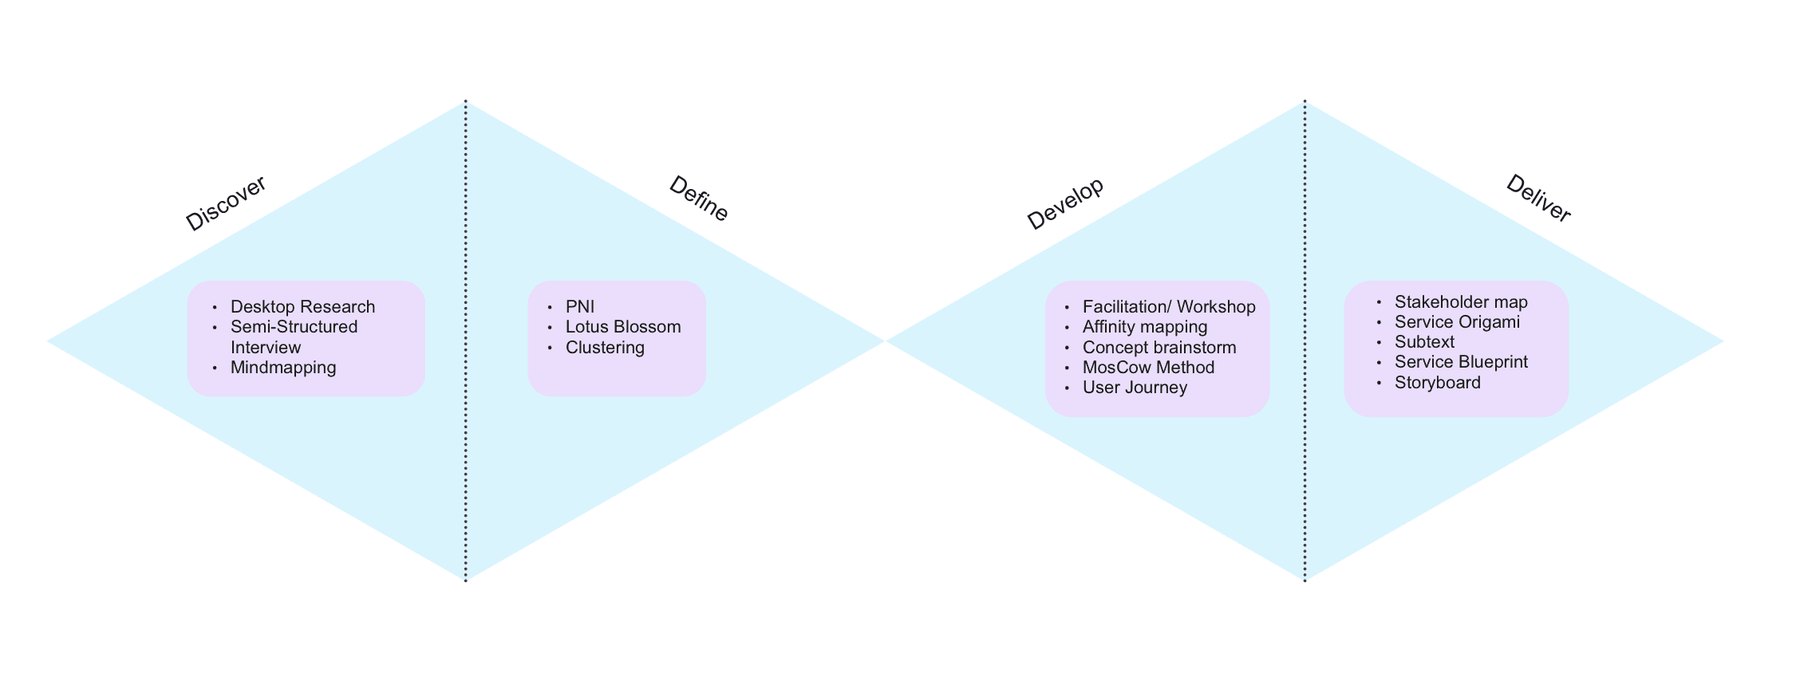 Discover
• Desktop Research
• Semi-Structured
Interview
• Mindmapping
Define
• PNI
• Lotus Blossom
• Clustering
Develop
• Facilitation/ Workshop
• Affinity mapping
• Concept brainstorm
• MosCow Method
• User Journey
Deliver
• Stakeholder map
• Service Origami
• Subtext
• Service Blueprint
• Storyboard